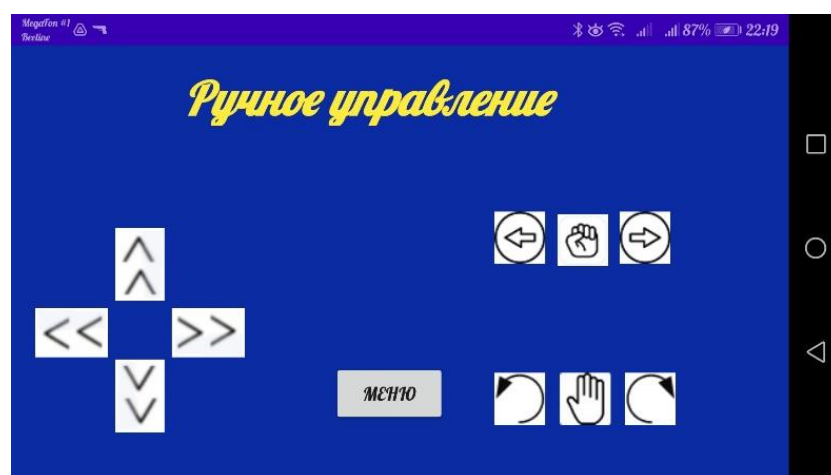 MegaFon #1
Beeline
87% 22:19
Ручное управление
МЕНЮ